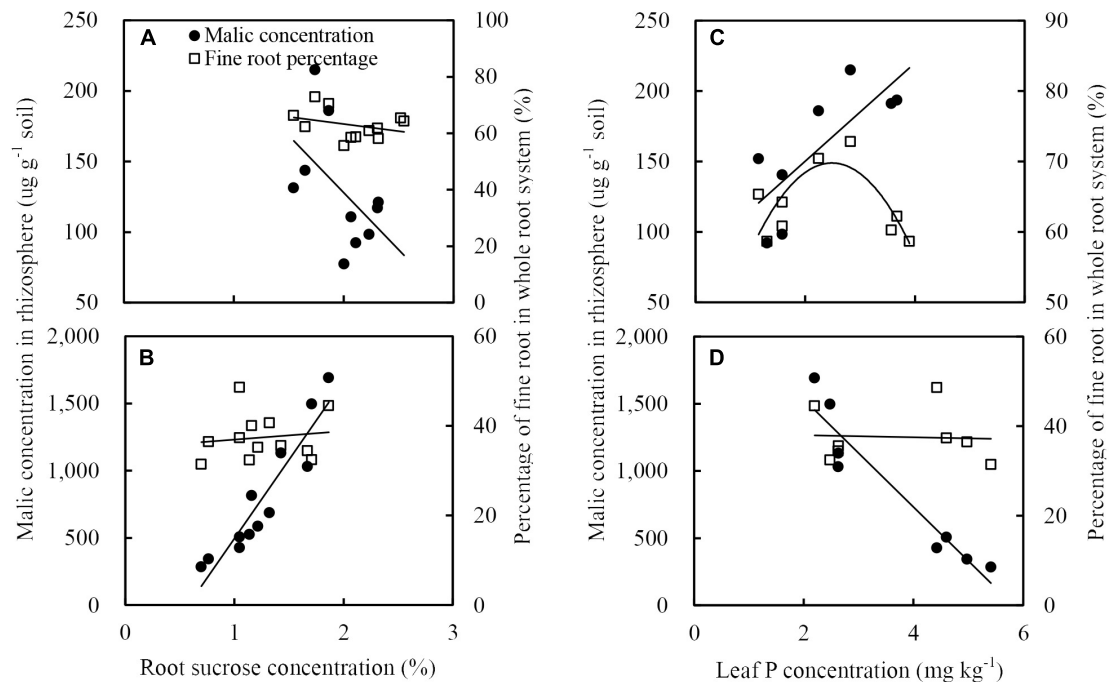 A
Malic concentration
Fine root percentage
250
200
150
100
50
100
80
60
40
20
0
Malic concentration in rhizosphere (ug g-1 soil)
Percentage of fine root in whole root system (%)
C
250
200
150
100
50
90
80
70
60
50
Malic concentration in rhizosphere (ug g-1 soil)
Percentage of fine root in whole root system (%)
B
2,000
1,500
1,000
500
0
60
40
20
0
0 1 2 3
Root sucrose concentration (%)
D
2,000
1,500
1,000
500
0
60
40
20
0
0 2 4 6
Leaf P concentration (mg kg-1)